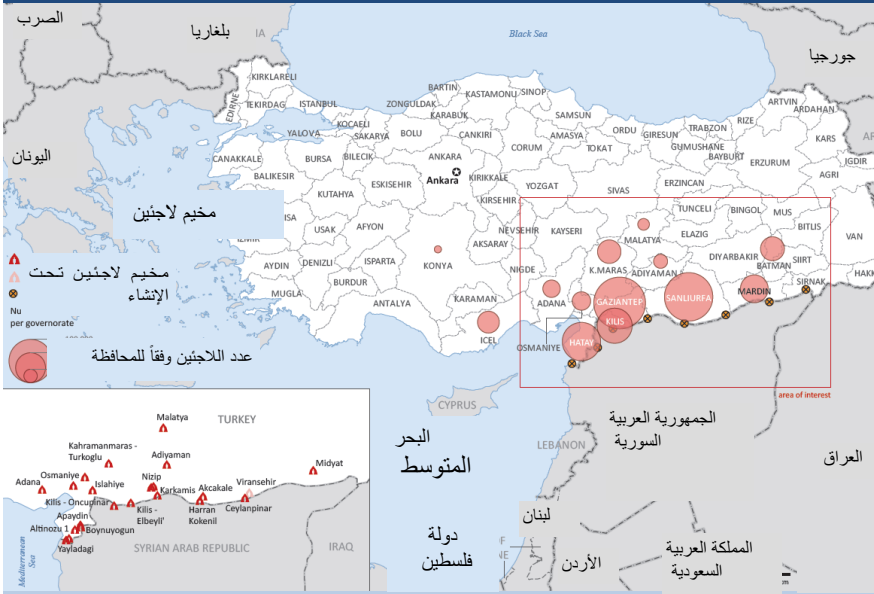 الصرب
بلغاريا
IA
Black Sea
جورجيا
KIRKLARELI
EDIRNE
TEKIRDAG
ISTANBUL
KOCAELI
YALOVA
SAKARYA
ZONGULDAK
BARTIN
KARABUK
KASTAMONU
SINOP
BOLU
ÇANKIRI
CORUM
SAMSUN
AMASYA
ORDU
TOKAT
GIRESUN
TRABZON
GUMUSHANE
BAYBURT
RIZE
ARTVIN
ARDAHAN
KARS
IGDIR
AGRI
ERZURUM
ERZINCAN
SIVAS
YOZGAT
KIRIKKALE
ANKARA
Ankara
ESKISEHIR
BILECIK
BURSA
CANAKKALE
BALIKESIR
KUTAHYA
اليونان
مخيم لاجئين
ISA
USAK
AFYON
KIRSEHIR
NEVSEHIR
KAYSERI
AKSARAY
NIGDE
KONYA
ISPARTA
DENIZLI
AYDIN
IZMIR
MUGLA
BURDUR
ANTALYA
KARAMAN
ICEL
ADANA
OSMANIYE
K.MARAS
MALATYA
ADIYAMAN
TUNCELI
ELAZIG
BINGOL
MUS
BITLIS
VAN
DIYARBAKIR
BATMAN
SIIRT
HAKK
SIRNAK
MARDIN
SANLIURFA
GAZIANTEP
KILIS
HATAY
area of interest
مخيم لاجئين تحت
الإنشاء
Nu
per governorate
عدد اللاجئين وفقاً للمحافظة
CYPRUS
LEBANON
الجمهورية العربية
السورية
العراق
البحر
المتوسط
لبنان
دولة
فلسطين
NE
الأردن
المملكة العربية
السعودية
m
TURKEY
Malatya
Kahramanmaras -
Turkoglu
Adiyaman
Midyat
Osmaniye
Adana
Islahiye
Nizip
Karkamis
Akcakale
Viransehir
Kilis - Oncupinar
Kilis -
Elbeyli'
Harran
Kokenil
Ceylanpinar
Apaydin
Altinozu 1
Boynuyogun
Yayladagi
SYRIAN ARAB REPUBLIC
IRAQ
Mediterranean
Sea